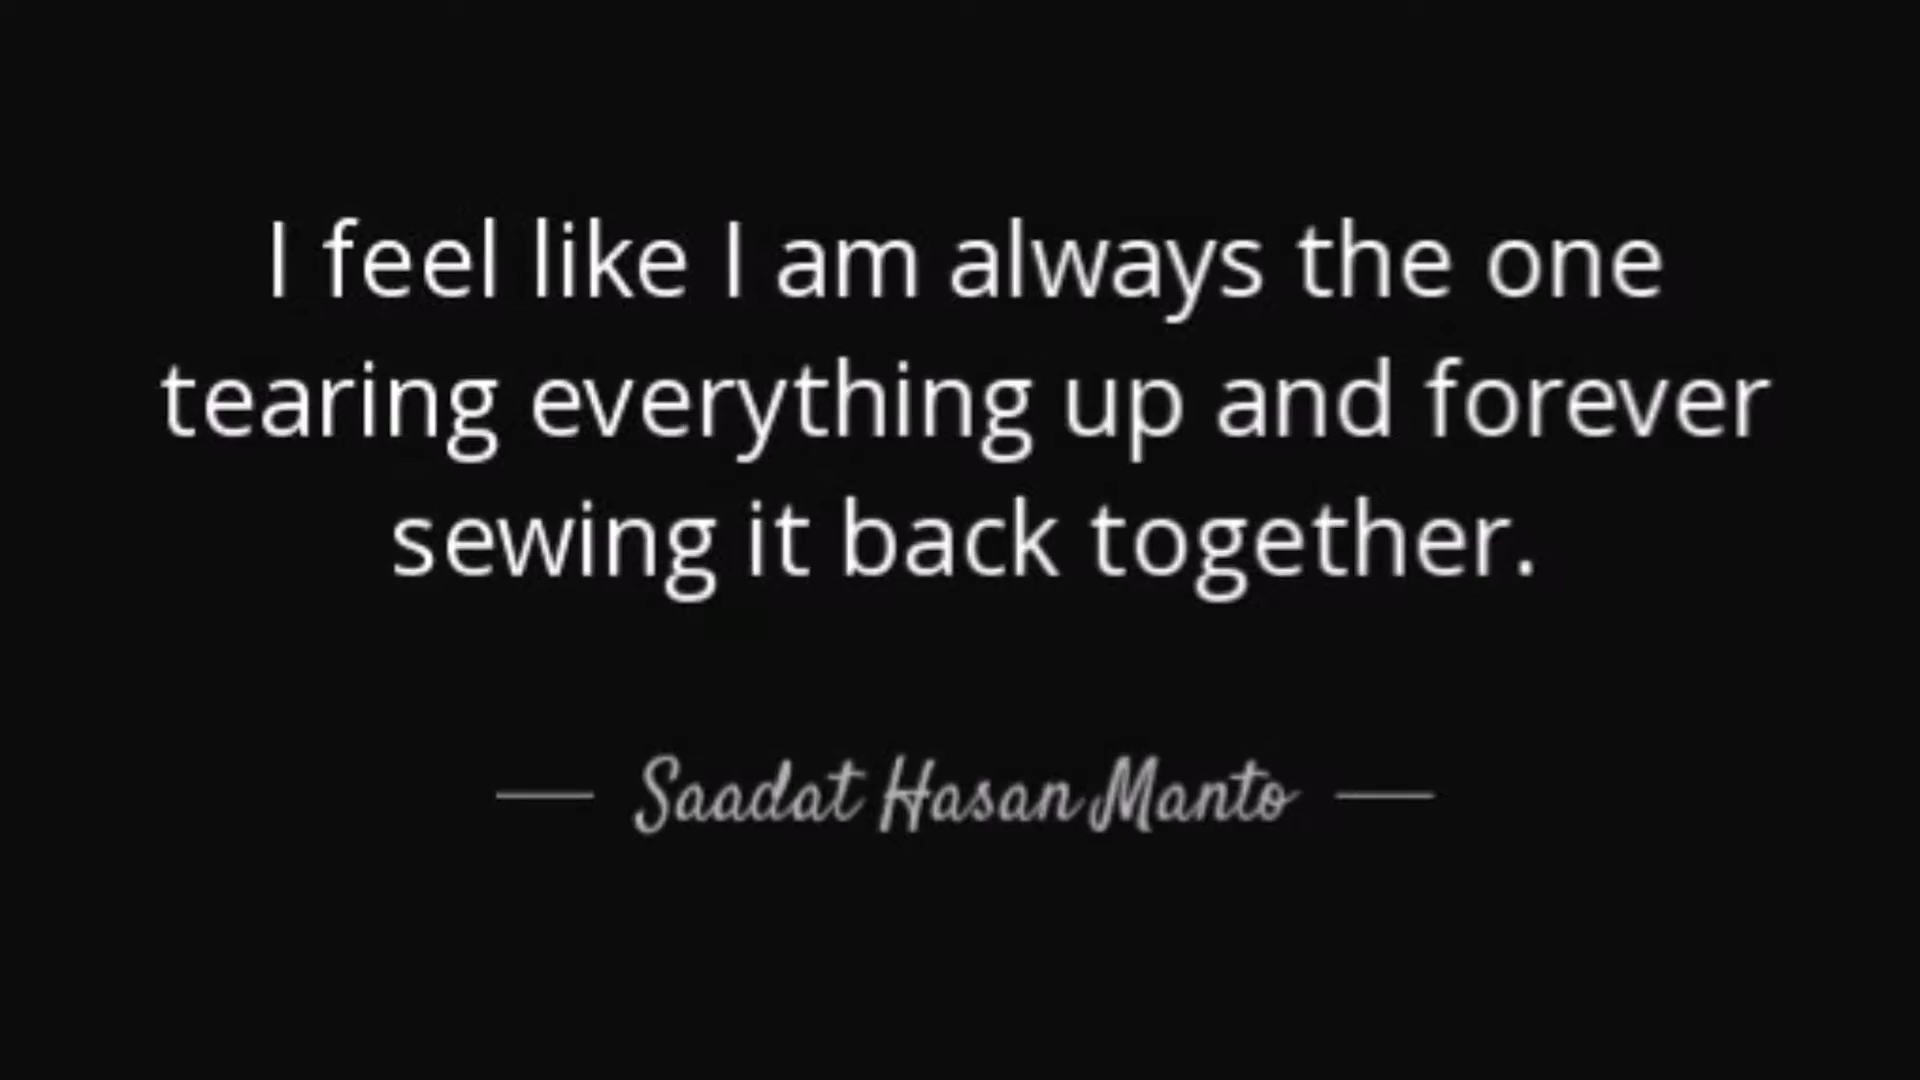 I feel like I am always the one
tearing everything up and forever
sewing it back together.
— Saadat Hasan Manto —